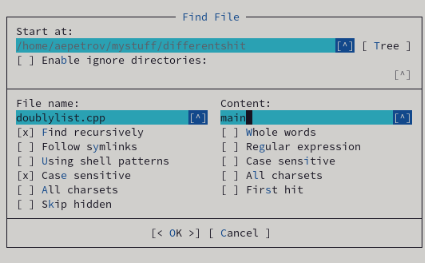 Find File
Start at:
/home/aepetrov/mystuff/differentshit [^] [ Tree ]
[ ] Enable ignore directories:
[^]
File name: Content:
doublylist.cpp [^] main [^]
[x] Find recursively [ ] Whole words
[ ] Follow symlinks [ ] Regular expression
[ ] Using shell patterns [ ] Case sensitive
[x] Case sensitive [ ] All charsets
[ ] All charsets [ ] First hit
[ ] Skip hidden
[< OK >] [ Cancel ]